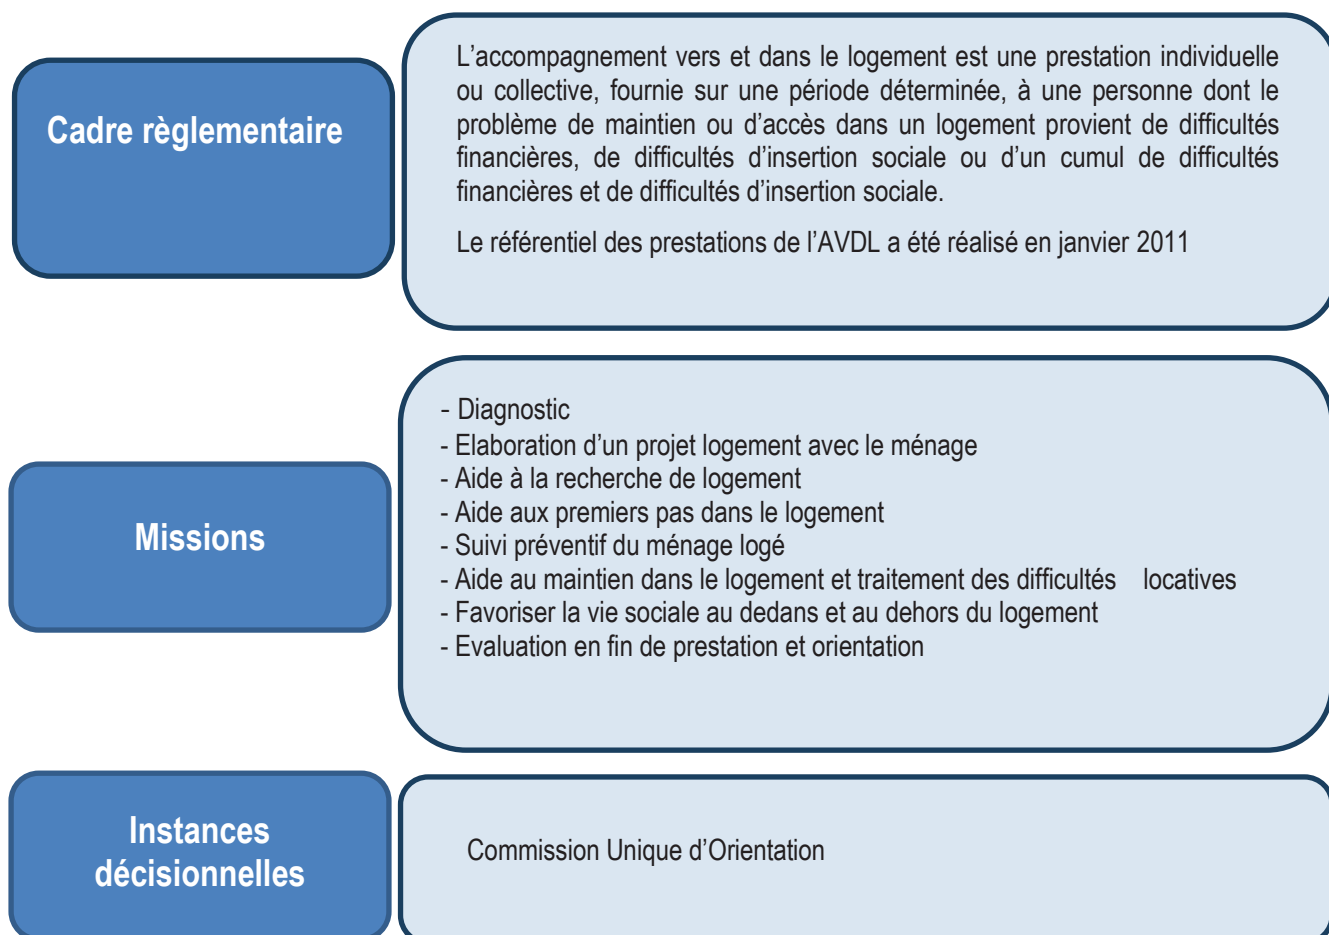 Cadre règlementaire
L'accompagnement vers et dans le logement est une prestation individuelle
ou collective, fournie sur une période déterminée, à une personne dont le
problème de maintien ou d'accès dans un logement provient de difficultés
financières, de difficultés d'insertion sociale ou d'un cumul de difficultés
financières et de difficultés d'insertion sociale.
Le référentiel des prestations de l'AVDL a été réalisé en janvier 2011
Missions
- Diagnostic
- Elaboration d'un projet logement avec le ménage
- Aide à la recherche de logement
- Aide aux premiers pas dans le logement
- Suivi préventif du ménage logé
- Aide au maintien dans le logement et traitement des difficultés locatives
- Favoriser la vie sociale au dedans et au dehors du logement
- Evaluation en fin de prestation et orientation
Instances
décisionnelles
Commission Unique d'Orientation